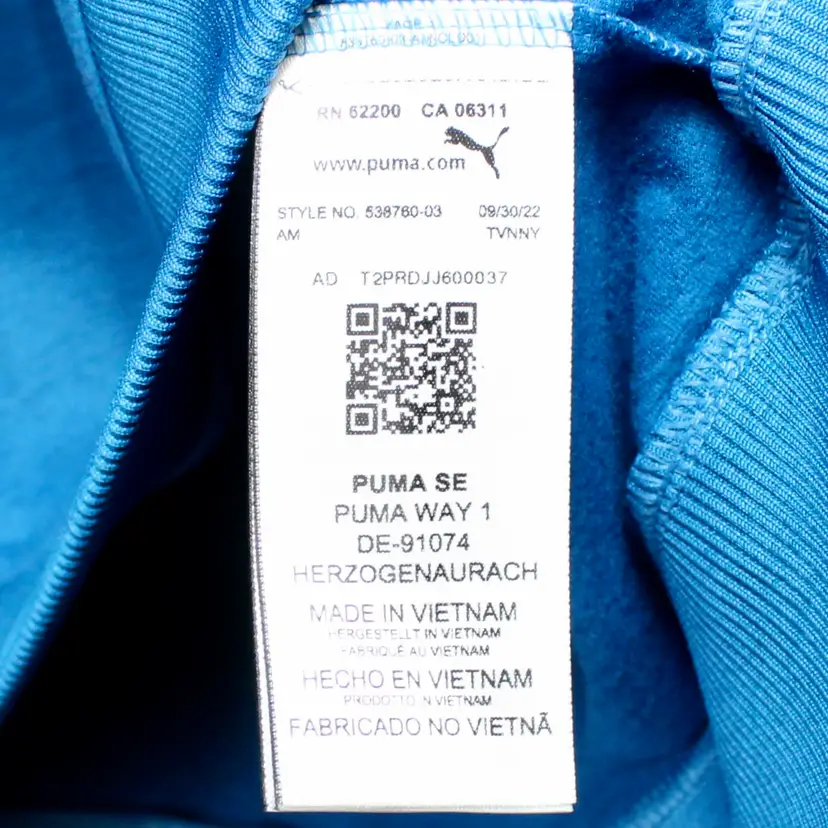 RN 62200 CA 06311
www.puma.com
STYLE NO. 538760-03 09/30/22
AM TVNNY
AD T2PRDJJ600037
PUMA SE
PUMA WAY 1
DE-91074
HERZOGENAURACH
MADE IN VIETNAM
HERGESTELLT IN VIETNAM
FABRIQUÉ AU VIETNAM
HECHO EN VIETNAM
PRODOTTO IN VIETNAM
FABRICADO NO VIETNÃ